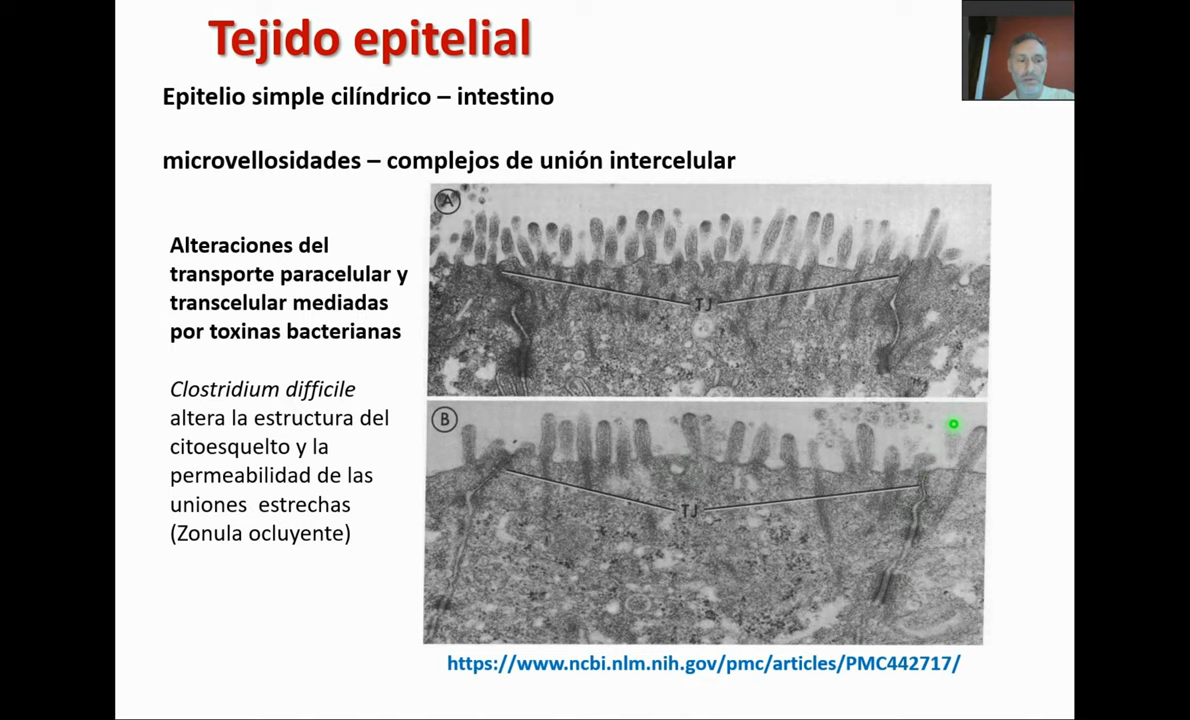 Tejido epitelial
Epitelio simple cilíndrico – intestino
microvellosidades – complejos de unión intercelular
Alteraciones del
transporte paracelular y
transcelular mediadas
por toxinas bacterianas
Clostridium difficile
altera la estructura del
citoesquelto y la
permeabilidad de las
uniones estrechas
(Zonula ocluyente)
A
TJ
B
TJ
https://www.ncbi.nlm.nih.gov/pmc/articles/PMC442717/